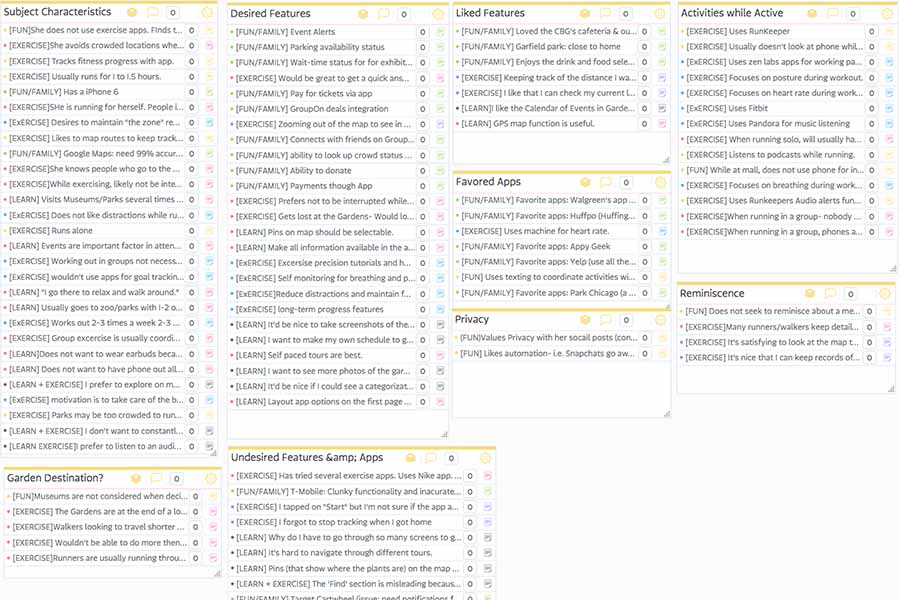 Subject Characteristics 0
[FUN]She does not use exercise apps. Finds t... 0
[EXERCISE]She avoids crowded locations whe... 0
[EXERCISE] Tracks fitness progress with app. 0
[EXERCISE] Usually runs for 1 to 1.5 hours. 0
[FUN/FAMILY] Has a iPhone 6 0
[EXERCISE]SHe is running for herself. People i... 0
[ExERCISE] Desires to maintain "the zone" re... 0
[EXERCISE] Likes to map routes to keep track... 0
[FUN/FAMILY] Google Maps: need 99% accur... 0
[EXERCISE]She knows people who go to the ... 0
[EXERCISE]While exercising, likely not be inte... 0
[LEARN] Visits Museums/Parks several times ... 0
[ExERCISE] Does not like distractions while ru... 0
[EXERCISE] Runs alone 0
[LEARN] Events are important factor in atten... 0
[ExERCISE] Working out in groups not necess... 0
[ExERCISE] wouldn't use apps for goal trackin... 0
[LEARN] "I go there to relax and walk around." 0
[LEARN] Usually goes to zoo/parks with 1-2 o... 0
[ExERCISE] Works out 2-3 times a week 2-3 ... 0
[EXERCISE] Group excercise is usually coordi... 0
[LEARN]Does not want to wear earbuds becau... 0
[LEARN] Does not want to have phone out all... 0
[LEARN + EXERCISE] I prefer to explore on m... 0
[ExERCISE] motivation is to take care of the b... 0
[EXERCISE] Parks may be too crowded to run... 0
[LEARN + EXERCISE] I don't want to constantl... 0
[LEARN EXERCISE]I prefer to listen to an audi... 0
Garden Destination? 0
[FUN]Museums are not considered when deci... 0
[EXERCISE] The Gardens are at the end of a lo... 0
[EXERCISE]Walkers looking to travel shorter ... 0
[EXERCISE] Wouldn't be able to do more then... 0
[EXERCISE]Runners are usually running throu... 0
Desired Features 0
[FUN/FAMILY] Event Alerts 0
[FUN/FAMILY] Parking availability status 0
[FUN/FAMILY] Wait-time status for for exhibit... 0
[EXERCISE] Would be great to get a quick ans... 0
[FUN/FAMILY] Pay for tickets via app 0
[FUN/FAMILY] GroupOn deals integration 0
[EXERCISE] Zooming out of the map to see in ... 0
[FUN/FAMILY] Connects with friends on Group... 0
[FUN/FAMILY] ability to look up crowd status ... 0
[FUN/FAMILY] Ability to donate 0
[FUN/FAMILY] Payments though App 0
[EXERCISE] Prefers not to be interrupted while... 0
[EXERCISE] Gets lost at the Gardens- Would lo... 0
[LEARN] Pins on map should be selectable. 0
[LEARN] Make all information available in the a... 0
[ExERCISE] Excersise precision tutorials and h... 0
[ExERCISE] Self monitoring for breathing and p... 0
[ExERCISE]Reduce distractions and maintain f... 0
[ExERCISE] long-term progress features 0
[LEARN] It'd be nice to take screenshots of the... 0
[LEARN] I want to make my own schedule to g... 0
[LEARN] Self paced tours are best. 0
[LEARN] I want to see more photos of the gar... 0
[LEARN] It'd be nice if I could see a categorizat... 0
[LEARN] Layout app options on the first page ... 0
Undesired Features &amp; Apps 0
[EXERCISE] Has tried several exercise apps. Uses Nike app. ... 0
[FUN/FAMILY] T-Mobile: Clunky functionality and inacurate... 0
[EXERCISE] I tapped on "Start" but I'm not sure if the app a... 0
[EXERCISE] I forgot to stop tracking when I got home 0
[LEARN] Why do I have to go through so many screens to g... 0
[LEARN] It's hard to navigate through different tours. 0
[LEARN] Pins (that show where the plants are) on the map ... 0
[LEARN + EXERCISE] The 'Find' section is misleading becaus... 0
[FUN/FAMILY] Target Cartwheel (issue: need notifications f... 0
Liked Features 0
[FUN/FAMILY] Loved the CBG's cafeteria & ou... 0
[FUN/FAMILY] Garfield park: close to home 0
[FUN/FAMILY] Enjoys the drink and food sele... 0
[EXERCISE] Keeping track of the distance I wa... 0
[EXERCISE] I like that I can check my current l... 0
[LEARN]I like the Calendar of Events in Garde... 0
[LEARN] GPS map function is useful. 0
Favored Apps 0
[FUN/FAMILY] Favorite apps: Walgreen's app ... 0
[FUN/FAMILY] Favorite apps: Huffpo (Huffing... 0
[EXERCISE] Uses machine for heart rate. 0
[FUN/FAMILY] Favorite apps: Appy Geek 0
[FUN/FAMILY] Favorite apps: Yelp (use all the... 0
[FUN] Uses texting to coordinate activities wi... 0
[FUN/FAMILY] Favorite apps: Park Chicago (a ... 0
Privacy 0
(FUN)Values Privacy with her socail posts (con... 0
[FUN] Likes automation- i.e. Snapchats go aw... 0
Activities while Active 0
[EXERCISE] Uses RunKeeper 0
[EXERCISE] Usually doesn't look at phone whil... 0
[ExERCISE] Uses zen labs apps for working pa... 0
[ExERCISE] Focuses on posture during workout. 0
[EXERCISE] Focuses on heart rate during work... 0
[ExERCISE] Uses Fitbit 0
[ExERCISE] Uses Pandora for music listening 0
[EXERCISE] When running solo, will usually ha... 0
[EXERCISE] Listens to podcasts while running. 0
[FUN] While at mall, does not use phone for in... 0
[EXERCISE] Focuses on breathing during work... 0
[EXERCISE] Uses Runkeepers Audio alerts fun... 0
[EXERCISE]When running in a group- nobody ... 0
[EXERCISE]When running in a group, phones a... 0
Reminiscence 0
[FUN] Does not seek to reminisce about a me... 0
[EXERCISE]Many runners/walkers keep detail... 0
[EXERCISE] It's satisfying to look at the map t... 0
[EXERCISE] It's nice that I can keep records of... 0